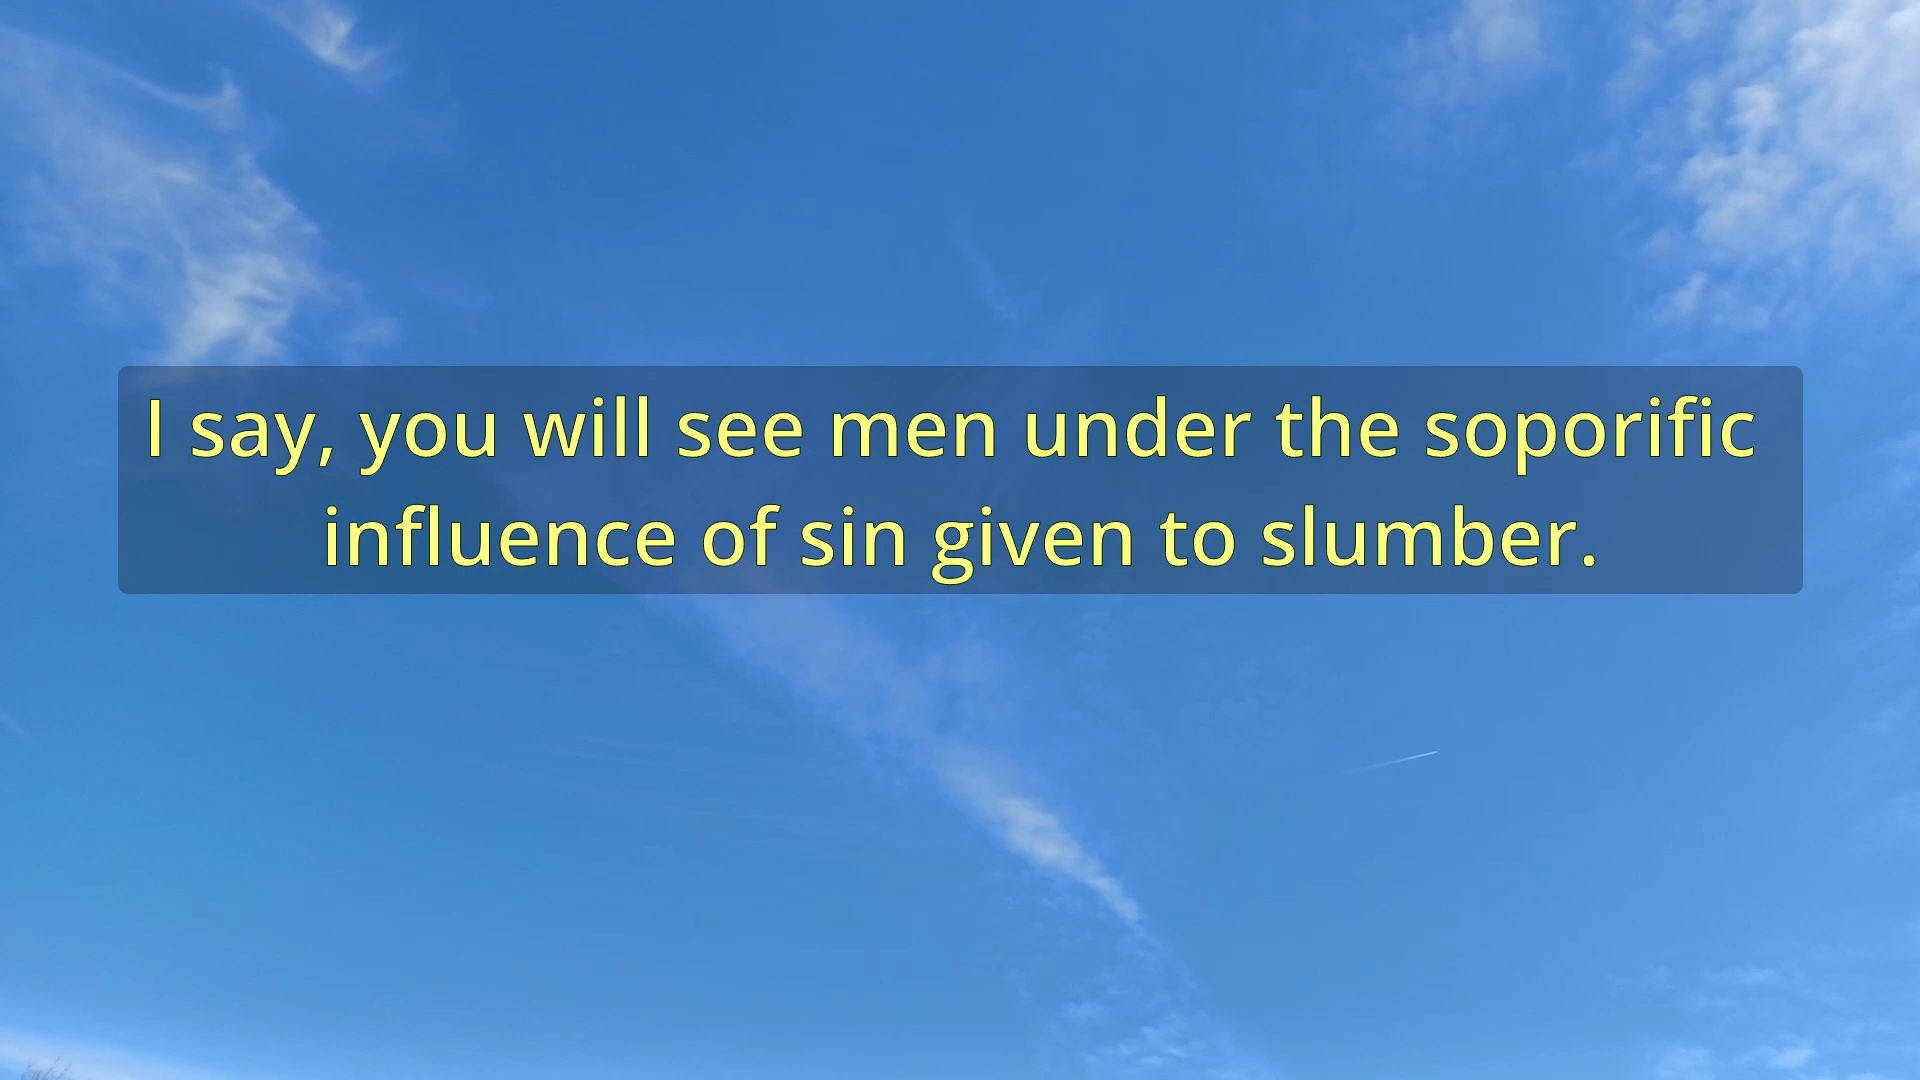 I say, you will see men under the soporific
influence of sin given to slumber.